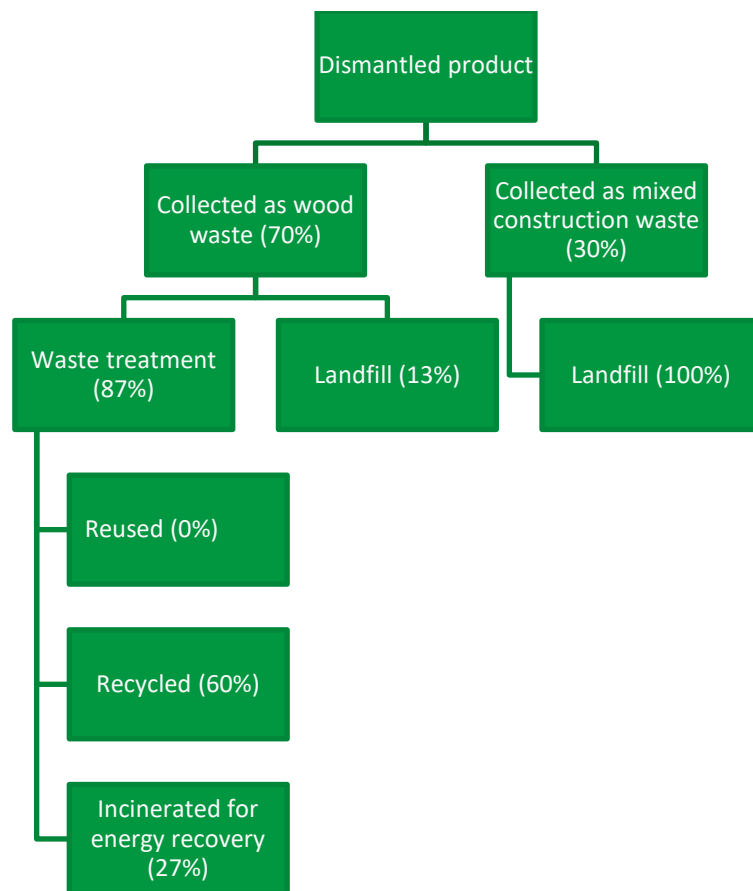 Dismantled product
Collected as wood
waste (70%)
Collected as mixed
construction waste
(30%)
Waste treatment
(87%)
Landfill (13%)
Landfill (100%)
Reused (0%)
Recycled (60%)
Incinerated for
energy recovery
(27%)